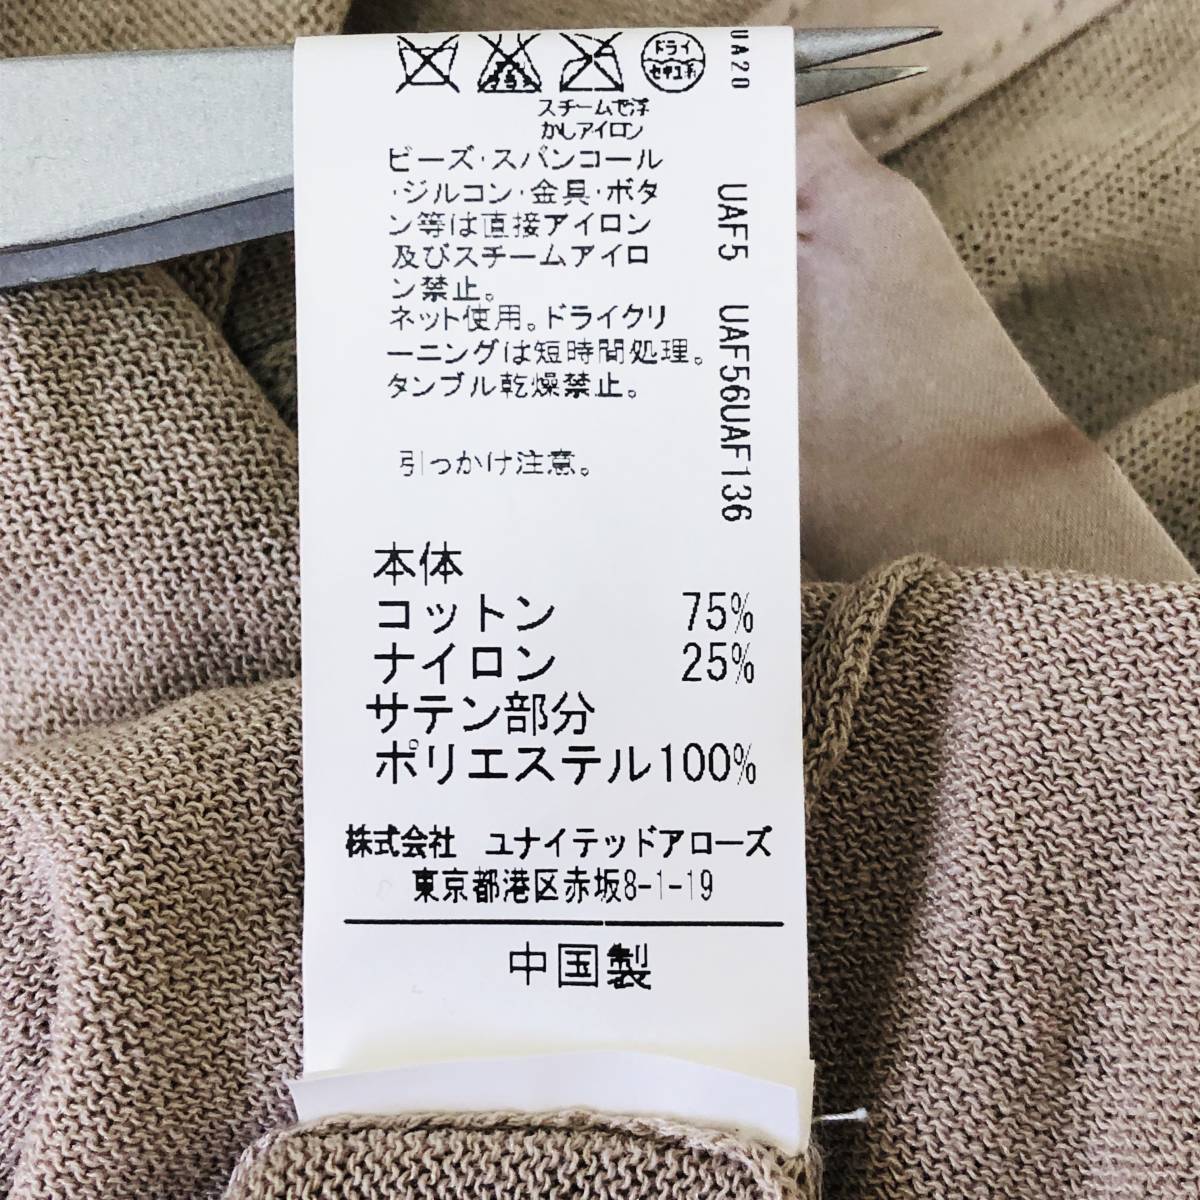 エンソ
サラシ
ドライ
セキユ系
スチームで浮
かしアイロン
ビーズ・スパンコール
・ジルコン・金具・ボタ
ン等は直接アイロン
及びスチームアイロ
ン禁止。
ネット使用。ドライクリ
ーニングは短時間処理。
タンブル乾燥禁止。
引っかけ注意。
本体
コットン 75%
ナイロン 25%
サテン部分
ポリエステル100%
株式会社 ユナイテッドアローズ
東京都港区赤坂8-1-19
中国製
UA20 UAF5 UAF56UAF136